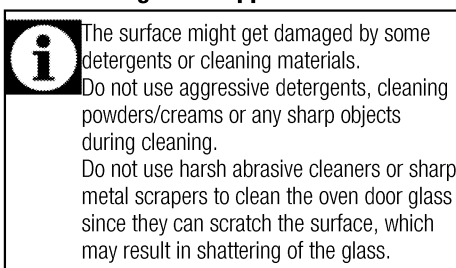 The surface might get damaged by some
detergents or cleaning materials.
Do not use aggressive detergents, cleaning
powders/creams or any sharp objects
during cleaning.
Do not use harsh abrasive cleaners or sharp
metal scrapers to clean the oven door glass
since they can scratch the surface, which
may result in shattering of the glass.